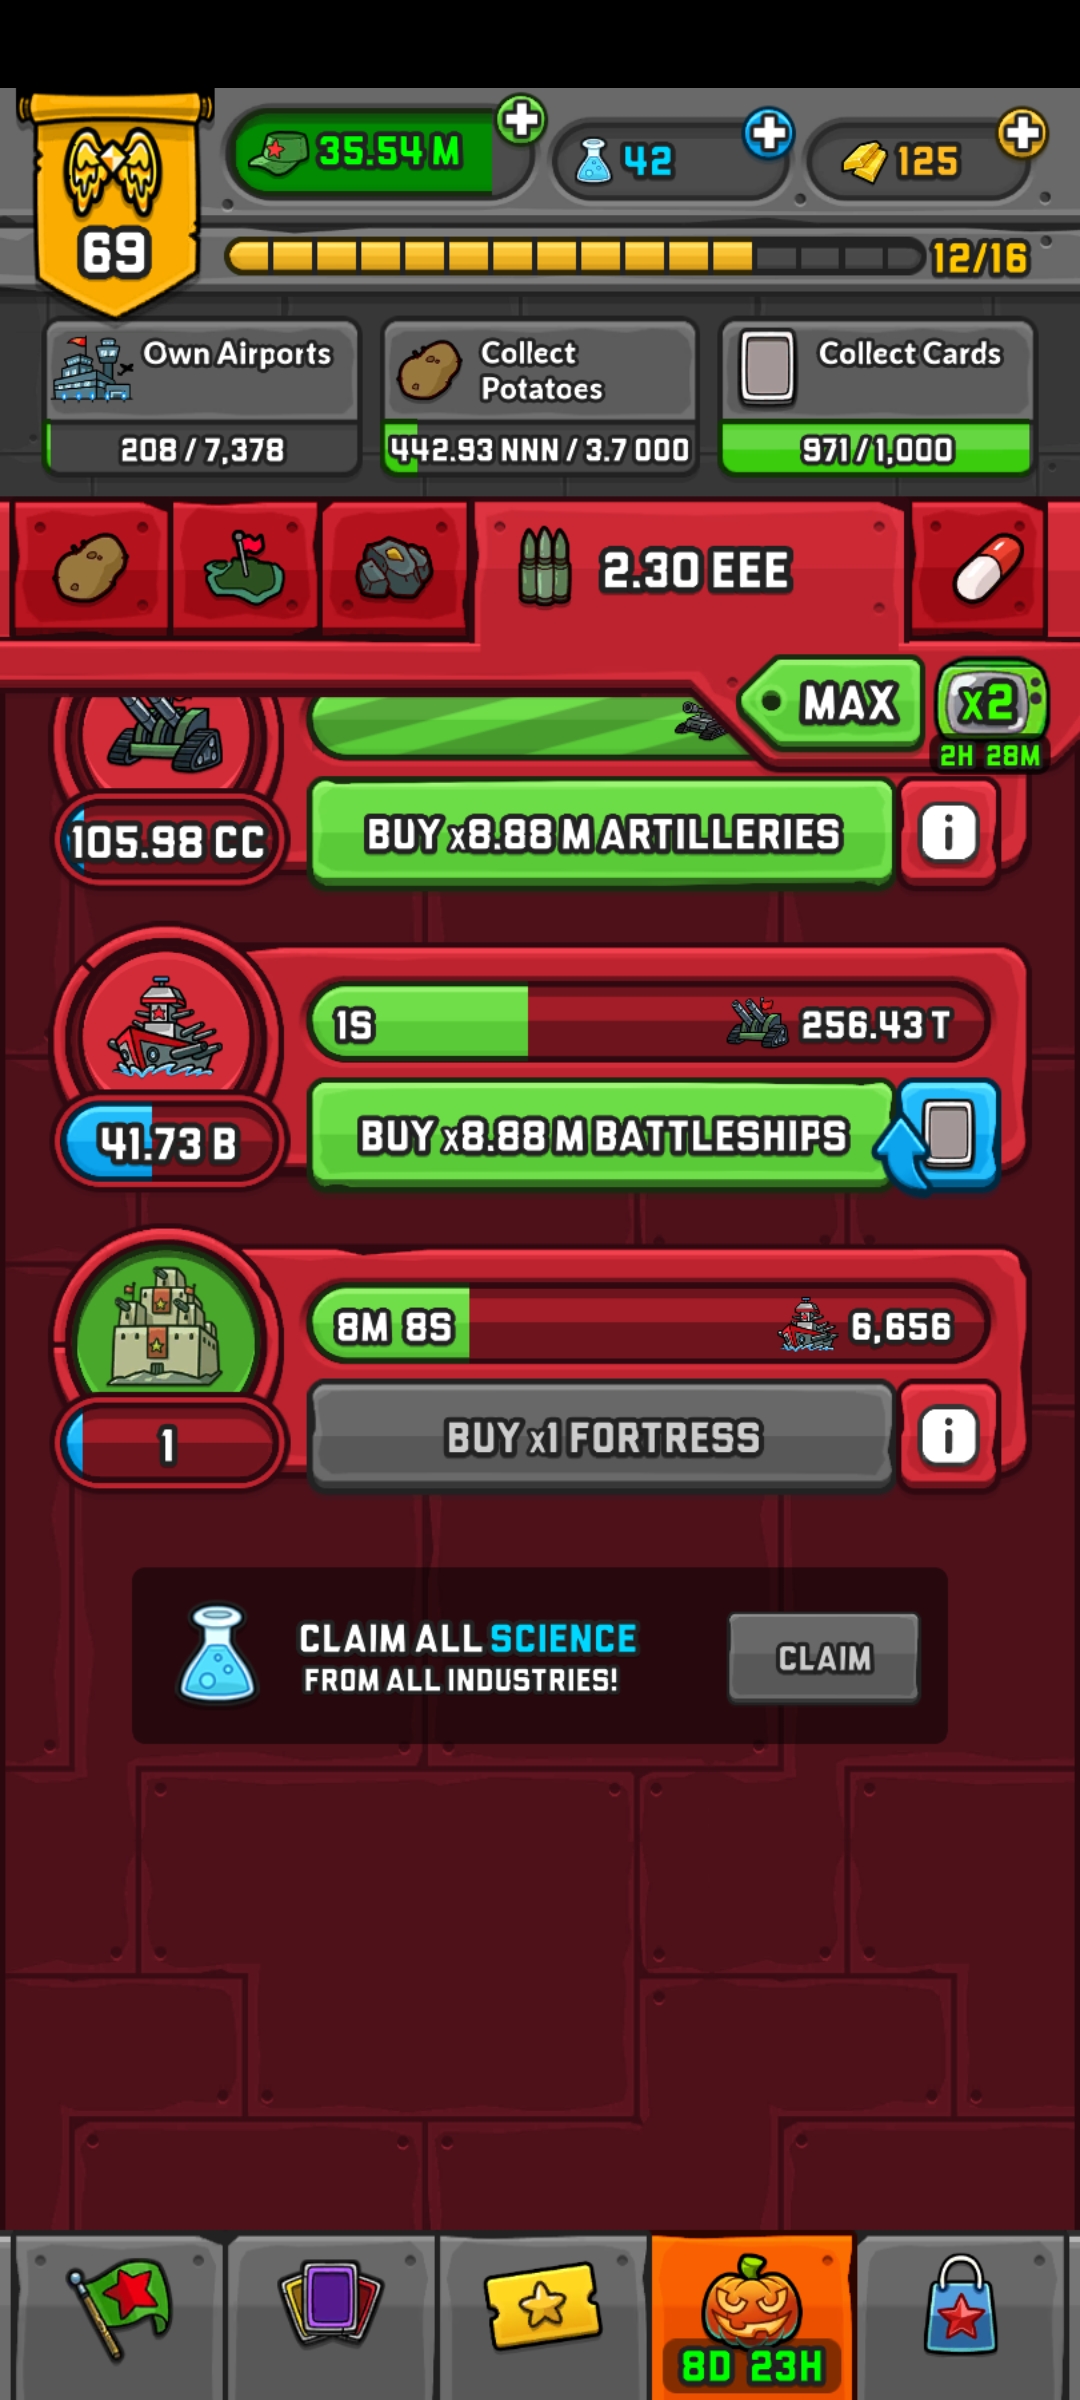 35.54 M
42
125
69
12/16
Own Airports
208 / 7,378
Collect
Potatoes
442.93 NNN / 3.7 OOO
Collect Cards
971 / 1,000
2.30 EEE
MAX
x2
2H 28M
105.98 CC
BUY x8.88 M ARTILLERIES
i
1S
256.43 T
41.73 B
BUY x8.88 M BATTLESHIPS
8M 8S
6,656
1
BUY x1 FORTRESS
i
CLAIM ALL SCIENCE
FROM ALL INDUSTRIES!
CLAIM
8D 23H